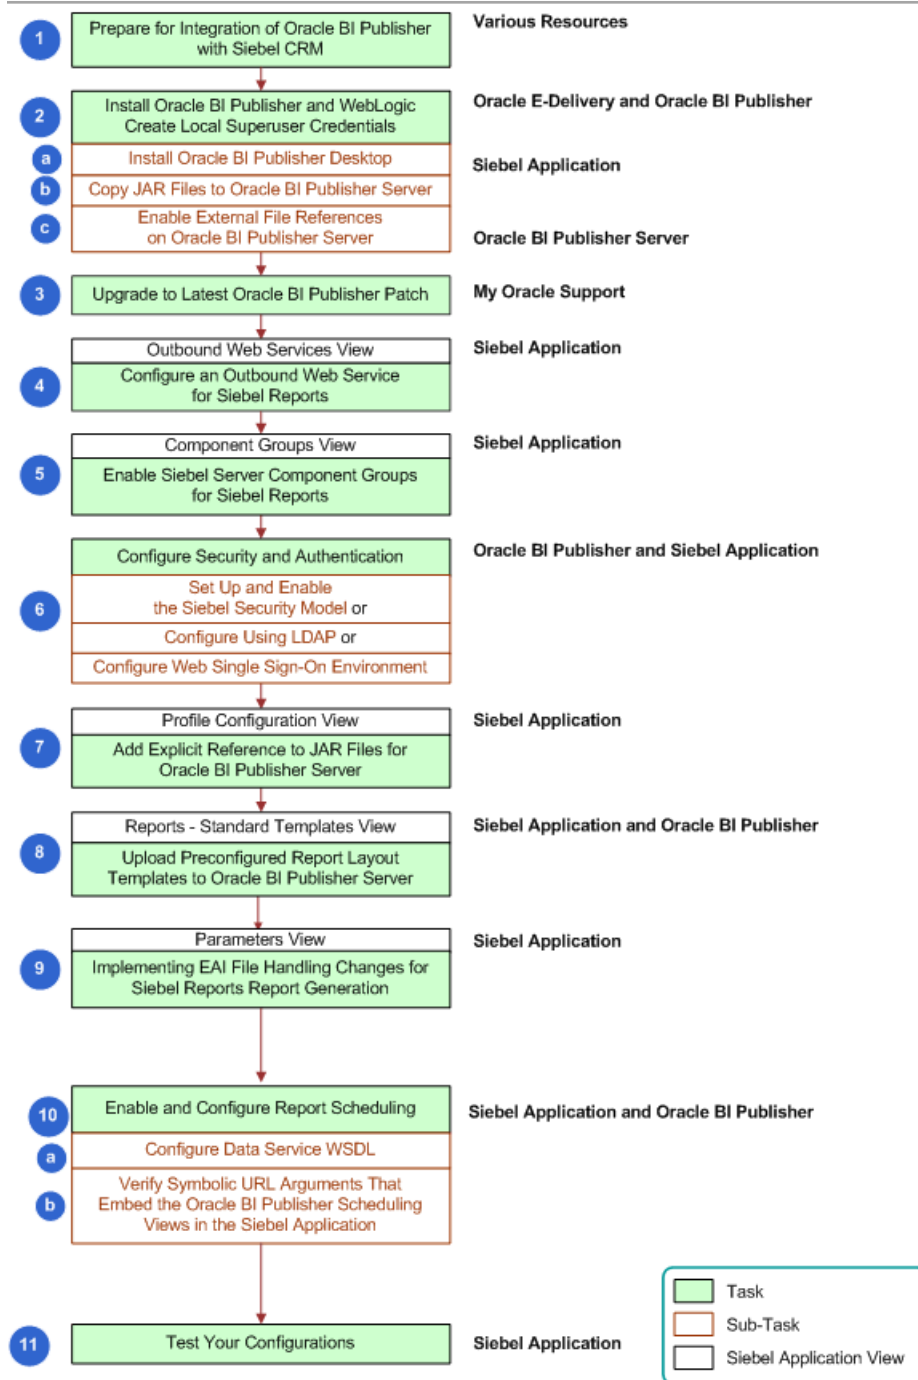 1
Prepare for Integration of Oracle BI Publisher
with Siebel CRM
Various Resources
2
Install Oracle BI Publisher and WebLogic
Create Local Superuser Credentials
Oracle E-Delivery and Oracle BI Publisher
a
Install Oracle BI Publisher Desktop
Siebel Application
b
Copy JAR Files to Oracle BI Publisher Server
c
Enable External File References
on Oracle BI Publisher Server
Oracle BI Publisher Server
3
Upgrade to Latest Oracle BI Publisher Patch
My Oracle Support
Outbound Web Services View
Siebel Application
4
Configure an Outbound Web Service
for Siebel Reports
Component Groups View
Siebel Application
5
Enable Siebel Server Component Groups
for Siebel Reports
Configure Security and Authentication
Oracle BI Publisher and Siebel Application
6
Set Up and Enable
the Siebel Security Model or
Configure Using LDAP or
Configure Web Single Sign-On Environment
Profile Configuration View
Siebel Application
7
Add Explicit Reference to JAR Files for
Oracle BI Publisher Server
Reports - Standard Templates View
Siebel Application and Oracle BI Publisher
8
Upload Preconfigured Report Layout
Templates to Oracle BI Publisher Server
Parameters View
Siebel Application
9
Implementing EAI File Handling Changes for
Siebel Reports Report Generation
10
Enable and Configure Report Scheduling
Siebel Application and Oracle BI Publisher
a
Configure Data Service WSDL
b
Verify Symbolic URL Arguments That
Embed the Oracle BI Publisher Scheduling
Views in the Siebel Application
11
Test Your Configurations
Siebel Application
Task
Sub-Task
Siebel Application View